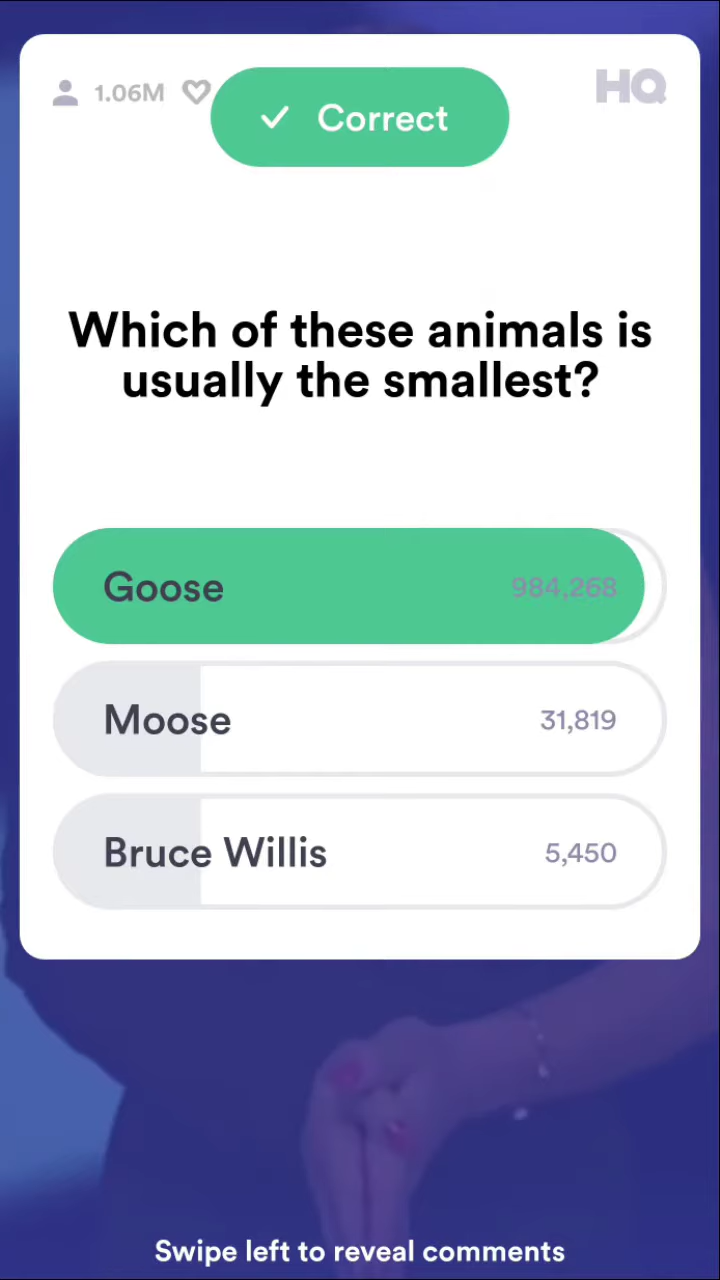 1.06M
Correct
HQ
Which of these animals is
usually the smallest?
Goose 984,268
Moose 31,819
Bruce Willis 5,450
Swipe left to reveal comments